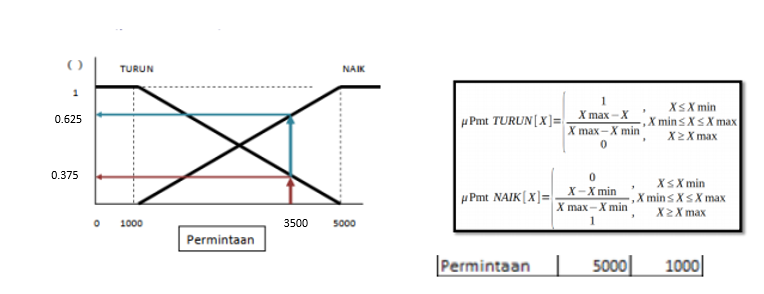 ( )
TURUN
NAIK
1
0.625
0.375
0
1000
3500
5000
Permintaan
μPmt TURUN[X]=
1 , X≤X min
X max−X
X max−X min , X min≤X≤X max
0 , X≥X max
μPmt NAIK[X]=
0 , X≤X min
X−X min
X max−X min , X min≤X≤X max
1 , X≥X max
Permintaan 5000 1000